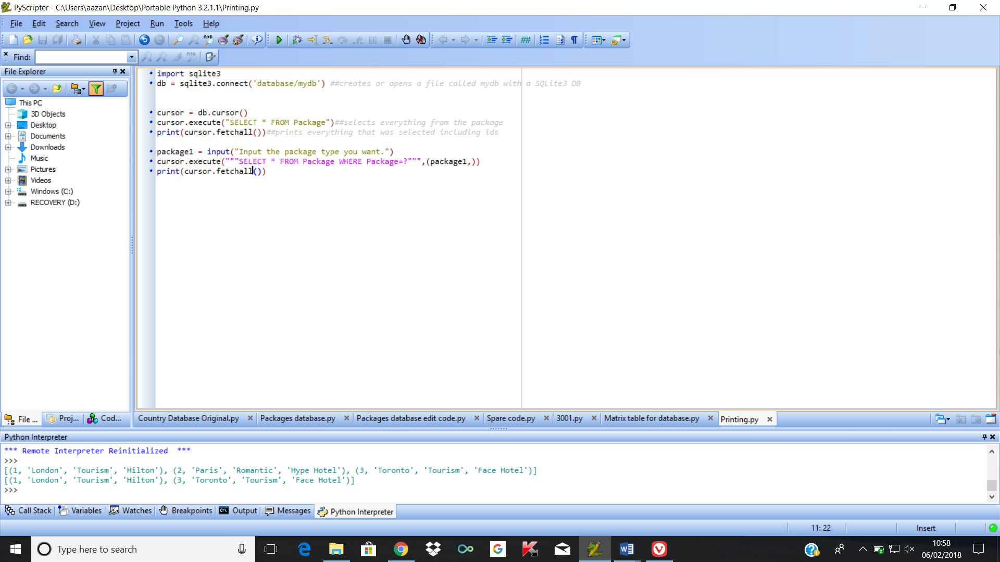 PyScripter - C:\Users\aazan\Desktop\Portable Python 3.2.1.1\Printing.py
File Edit Search View Project Run Tools Help
Find:
File Explorer
This PC
3D Objects
Desktop
Documents
Downloads
Music
Pictures
Videos
Windows (C:)
RECOVERY (D:)
import sqlite3
db = sqlite3.connect('database/mydb') ##creates or opens a file called mydb with a SQLite3 DB
cursor = db.cursor()
cursor.execute("SELECT * FROM Package")##selects everything from the package
print(cursor.fetchall())##prints everything that was selected including ids
package1 = input("Input the package type you want.")
cursor.execute("""SELECT * FROM Package WHERE Package=?""",(package1,))
print(cursor.fetchall())
File ... Proj... Cod...
Country Database Original.py Packages database.py Packages database edit code.py Spare code.py 3001.py Matrix table for database.py Printing.py
Python Interpreter
*** Remote Interpreter Reinitialized ***
>>>
[(1, 'London', 'Tourism', 'Hilton'), (2, 'Paris', 'Romantic', 'Hype Hotel'), (3, 'Toronto', 'Tourism', 'Face Hotel')]
[(1, 'London', 'Tourism', 'Hilton'), (3, 'Toronto', 'Tourism', 'Face Hotel')]
>>>
Call Stack Variables Watches Breakpoints Output Messages Python Interpreter
11: 22 Insert
Type here to search
10:58
06/02/2018